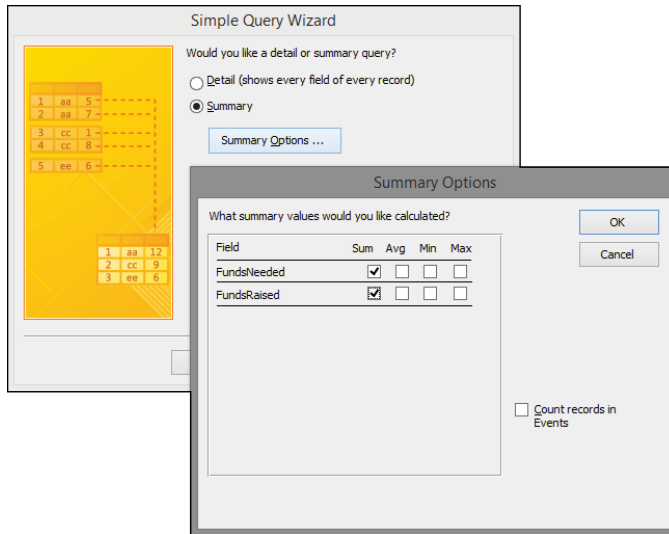 Simple Query Wizard
Would you like a detail or summary query?
Detail (shows every field of every record)
Summary
Summary Options ...
1 aa 5
2 aa 7
3 cc 1
4 cc 8
5 ee 6
1 aa 12
2 cc 9
3 ee 6
Summary Options
What summary values would you like calculated?
OK
Cancel
Field Sum Avg Min Max
FundsNeeded
FundsRaised
Count records in
Events